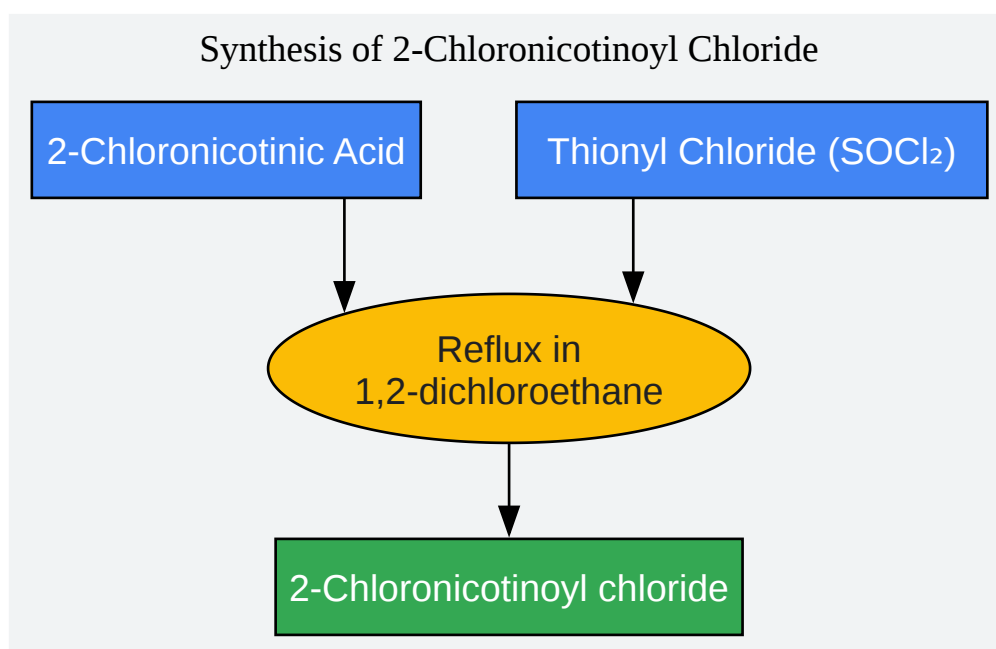 Synthesis of 2-Chloronicotinoyl Chloride
2-Chloronicotinic Acid
Thionyl Chloride (SOCl₂)
Reflux in
1,2-dichloroethane
2-Chloronicotinoyl chloride